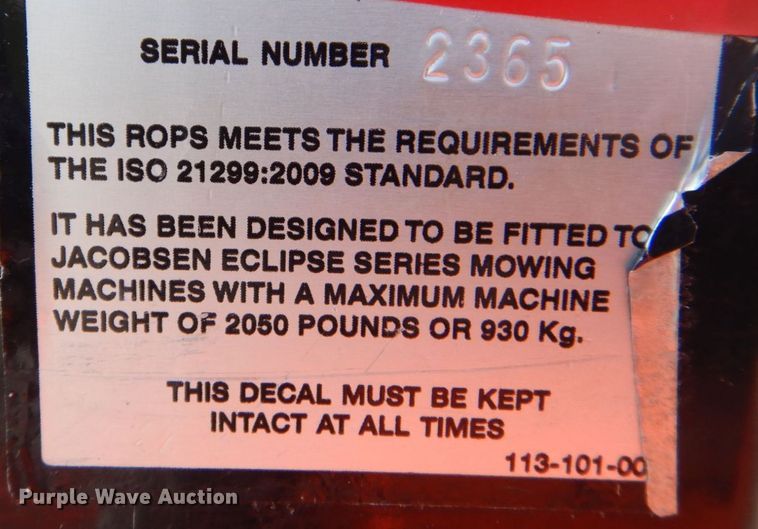 SERIAL NUMBER 2365
THIS ROPS MEETS THE REQUIREMENTS OF
THE ISO 21299:2009 STANDARD.
IT HAS BEEN DESIGNED TO BE FITTED TO
JACOBSEN ECLIPSE SERIES MOWING
MACHINES WITH A MAXIMUM MACHINE
WEIGHT OF 2050 POUNDS OR 930 Kg.
THIS DECAL MUST BE KEPT
INTACT AT ALL TIMES
113-101-00
Purple Wave Auction